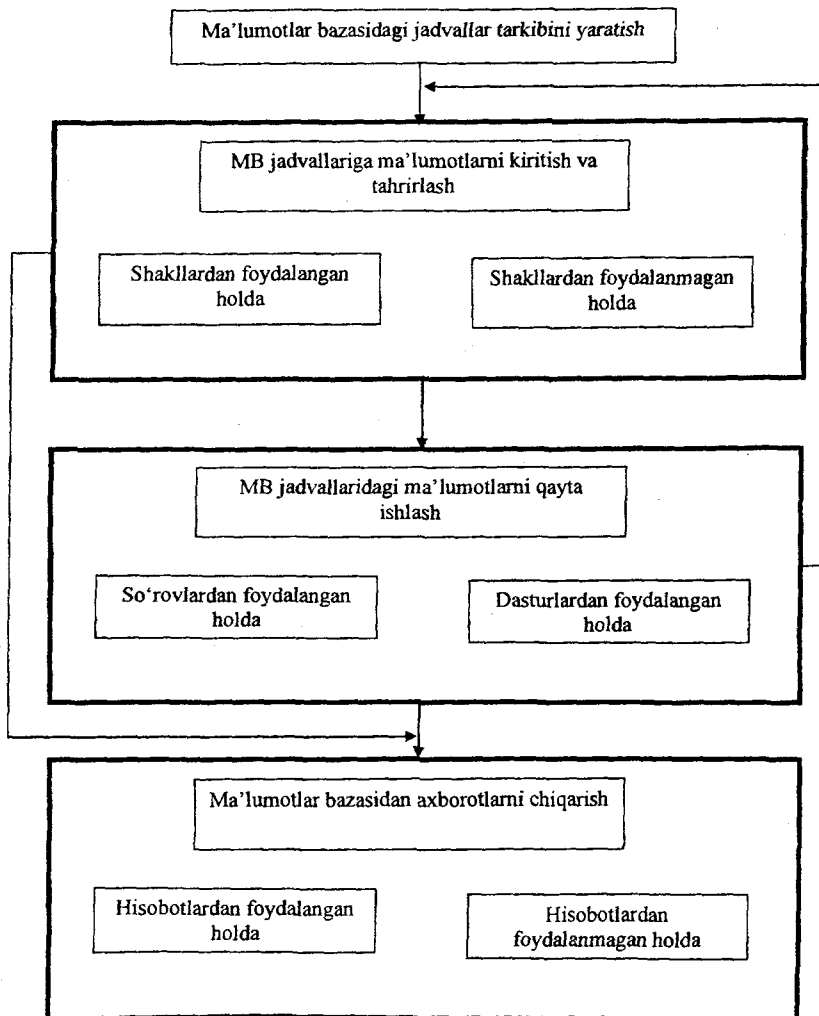 Ma’lumotlar bazasidagi jadvallar tarkibini yaratish
MB jadvallariga ma’lumotlarni kiritish va
tahrirlash
Shakllardan foydalangan
holda
Shakllardan foydalanmagan
holda
MB jadvallaridagi ma’lumotlarni qayta
ishlash
So‘rovlardan foydalangan
holda
Dasturlardan foydalangan
holda
Ma’lumotlar bazasidan axborotlarni chiqarish
Hisobotlardan foydalangan
holda
Hisobotlardan
foydalanmagan holda